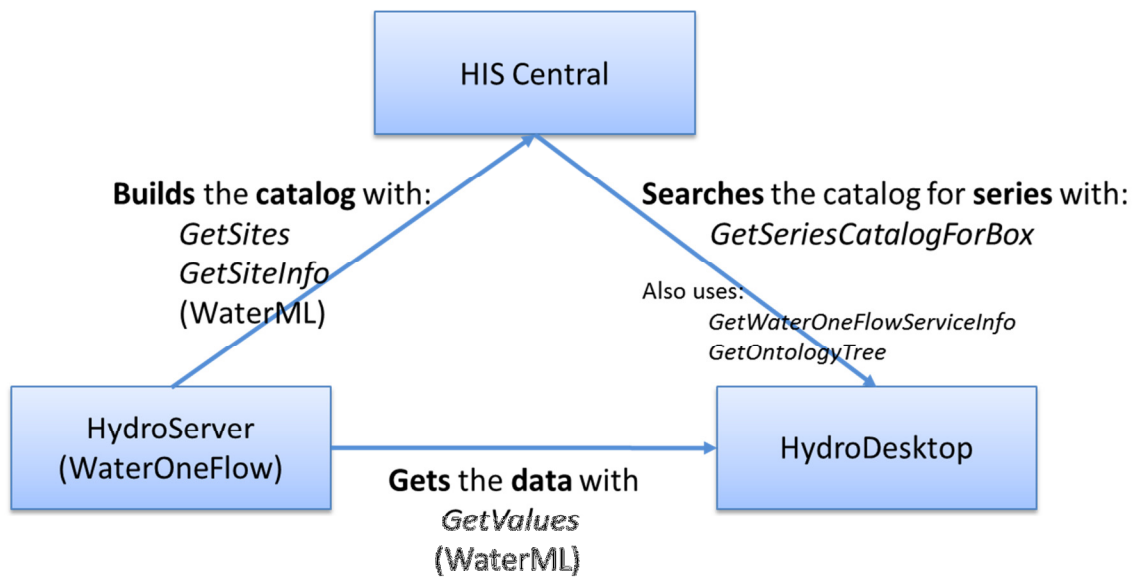 HIS Central
Builds the catalog with:
GetSites
GetSiteInfo
(WaterML)
Searches the catalog for series with:
GetSeriesCatalogForBox
Also uses:
GetWaterOneFlowServiceInfo
GetOntologyTree
HydroServer
(WaterOneFlow)
HydroDesktop
Gets the data with
GetValues
(WaterML)